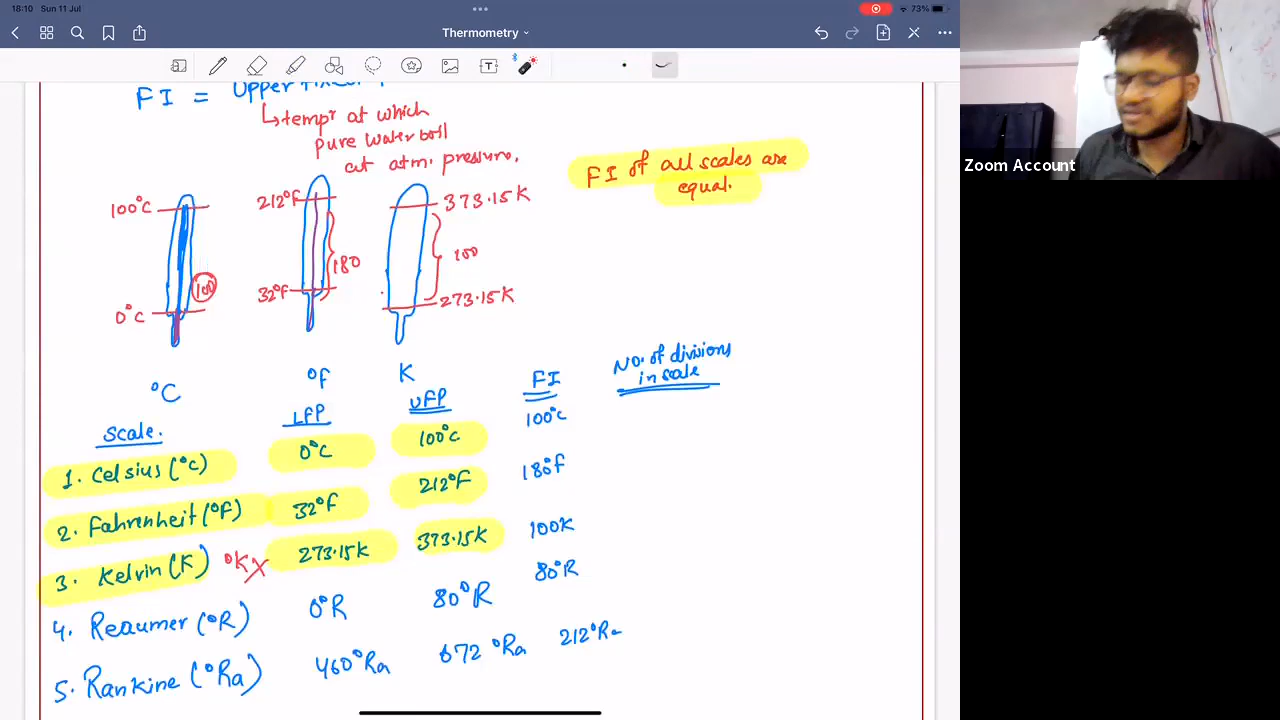 18:10 Sun 11 Jul
73%
Thermometry
Zoom Account
FI = Upper
↳tempr at which
pure water boil
at atm. pressure.
FI of all scales are
equal.
100°C
212°F
373.15K
180
100
100
32°F
0°C
273.15K
°C
°F
K
Scale.
LFP
UFP
FI
No. of divisions
in scale
1. Celsius (°C) 0°C 100°C 100°C
2. Fahrenheit (°F) 32°F 212°F 180°F
3. Kelvin (K) °K× 273.15K 373.15K 100K
4. Reaumer (°R) 0°R 80°R 80°R
5. Rankine (°Ra) 460°Ra 672 °Ra 212°Ra